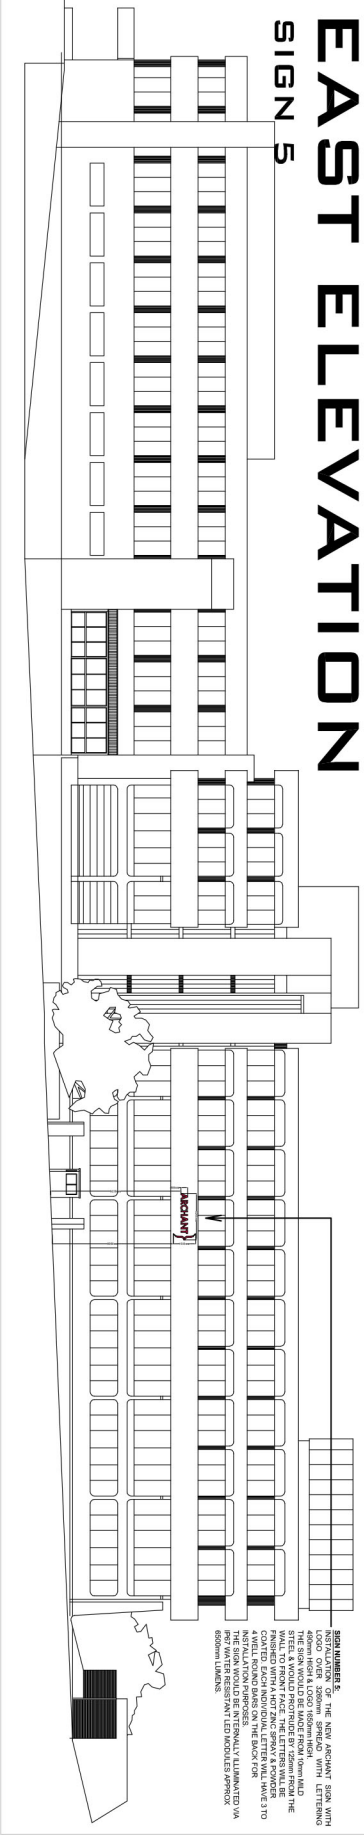 EAST ELEVATION
SIGN 5
ARCHANT
SIGN NUMBER 5:
INSTALLATION OF THE NEW ARCHANT SIGN WITH
LOGO OVER 3280mm SPREAD WITH LETTERING
490mm HIGH & LOGO 1650mm HIGH.
THE SIGN WOULD BE MADE FROM 10mm MILD
STEEL & WOULD PROTRUDE BY 125mm FROM THE
WALL TO FRONT FACE. THE LETTERS WILL BE
FINISHED WITH A HOT ZINC SPRAY & POWDER
COATED. EACH INDIVIDUAL LETTER WILL HAVE 3 TO
4 WELL ROUND BARS ON THE BACK FOR
INSTALLATION PURPOSES.
THE SIGN WOULD BE INTERNALLY ILLUMINATED VIA
IP67 WATER RESISTANT LED MODULES APPROX
6500mm LUMENS.